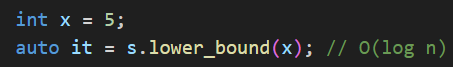 int x = 5;
auto it = s.lower_bound(x); // O(log n)